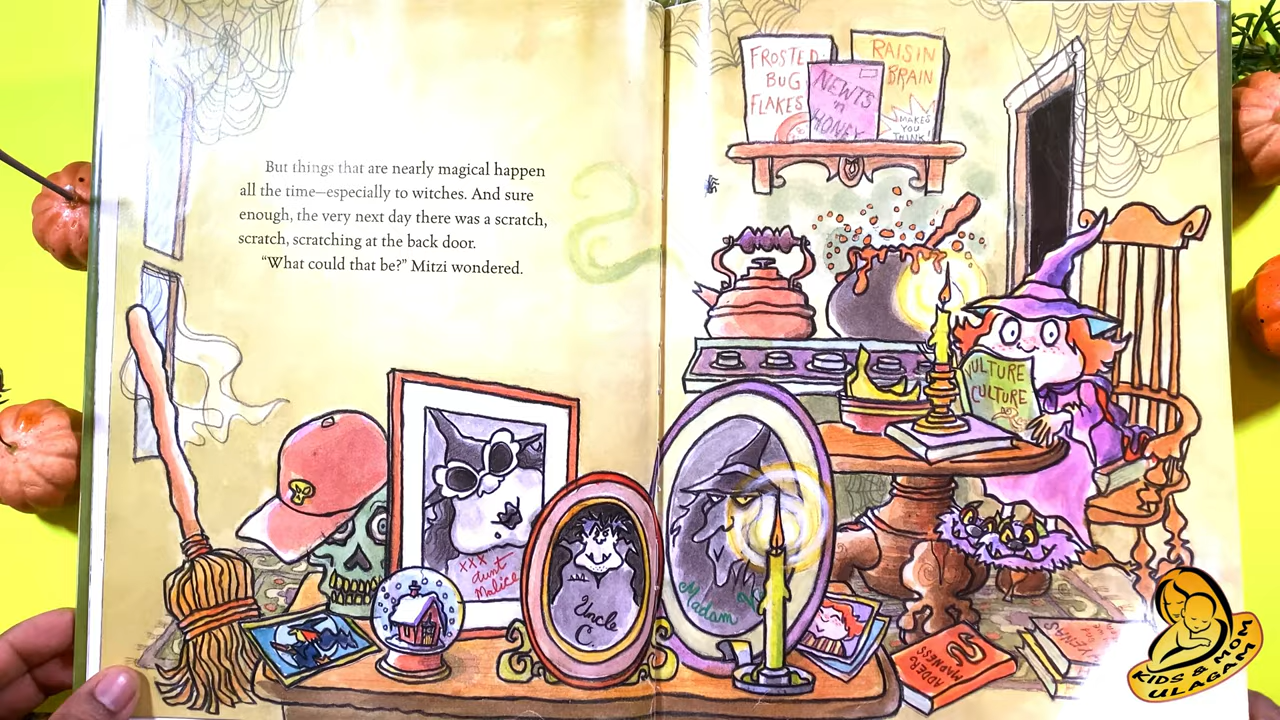 But things that are nearly magical happen
all the time—especially to witches. And sure
enough, the very next day there was a scratch,
scratch, scratching at the back door.
"What could that be?" Mitzi wondered.
FROSTED
BUG
FLAKES
NEWTS
'n
HONEY
RAISIN
BRAIN
MAKES
YOU
THINK!
VULTURE
CULTURE
XXX
Aunt
Malice
Uncle
C
Madam
ADDER
MADNESS
KIDS & MOM
ULAGAM